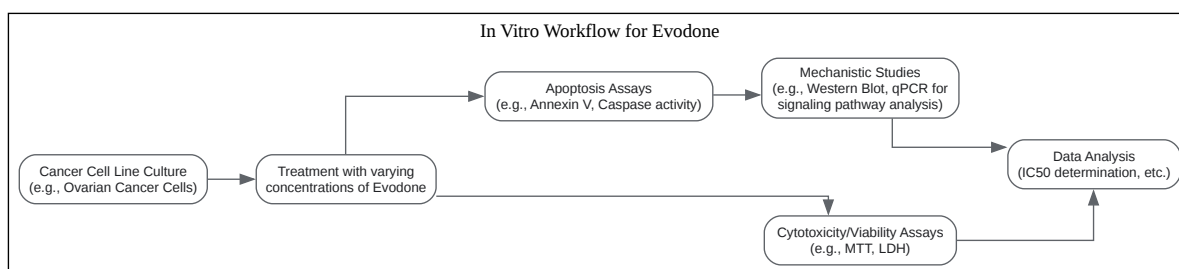 In Vitro Workflow for Evodone
Apoptosis Assays
(e.g., Annexin V, Caspase activity)
Mechanistic Studies
(e.g., Western Blot, qPCR for
signaling pathway analysis)
Cancer Cell Line Culture
(e.g., Ovarian Cancer Cells)
Treatment with varying
concentrations of Evodone
Data Analysis
(IC50 determination, etc.)
Cytotoxicity/Viability Assays
(e.g., MTT, LDH)